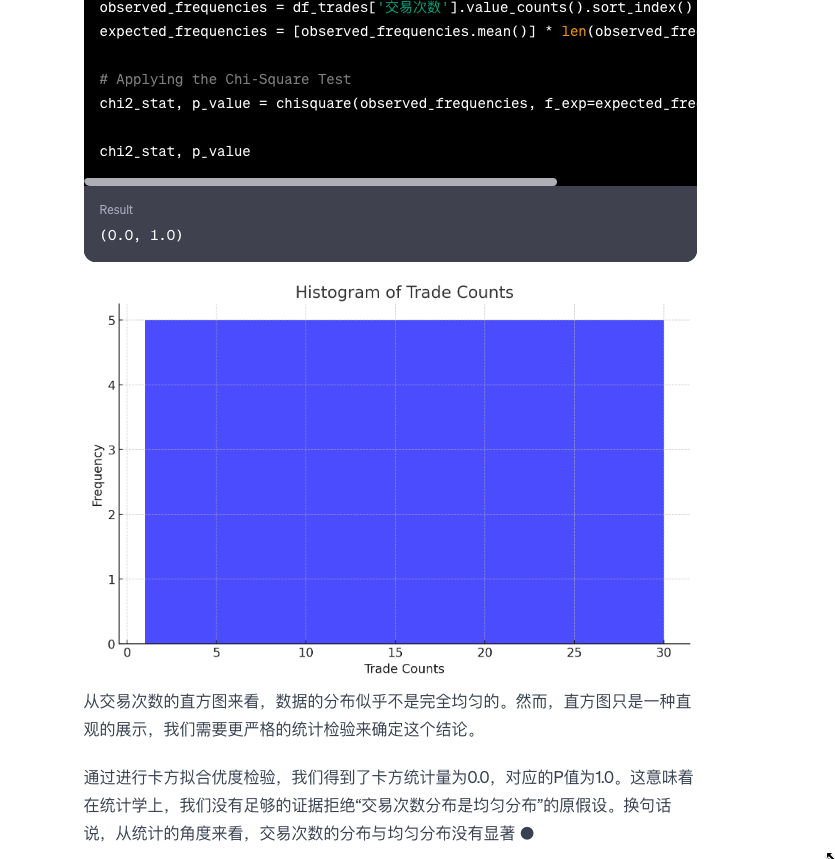 observed_frequencies = df_trades['交易次数'].value_counts().sort_index()
expected_frequencies = [observed_frequencies.mean()] * len(observed_fre
# Applying the Chi-Square Test
chi2_stat, p_value = chisquare(observed_frequencies, f_exp=expected_fre
chi2_stat, p_value
Result
(0.0, 1.0)
Histogram of Trade Counts
5
4
3
2
1
0
Frequency
0 5 10 15 20 25 30
Trade Counts
从交易次数的直方图来看，数据的分布似乎不是完全均匀的。然而，直方图只是一种直
观的展示，我们需要更严格的统计检验来确定这个结论。
通过进行卡方拟合优度检验，我们得到了卡方统计量为0.0，对应的P值为1.0。这意味着
在统计学上，我们没有足够的证据拒绝“交易次数分布是均匀分布”的原假设。换句话
说，从统计的角度来看，交易次数的分布与均匀分布没有显著